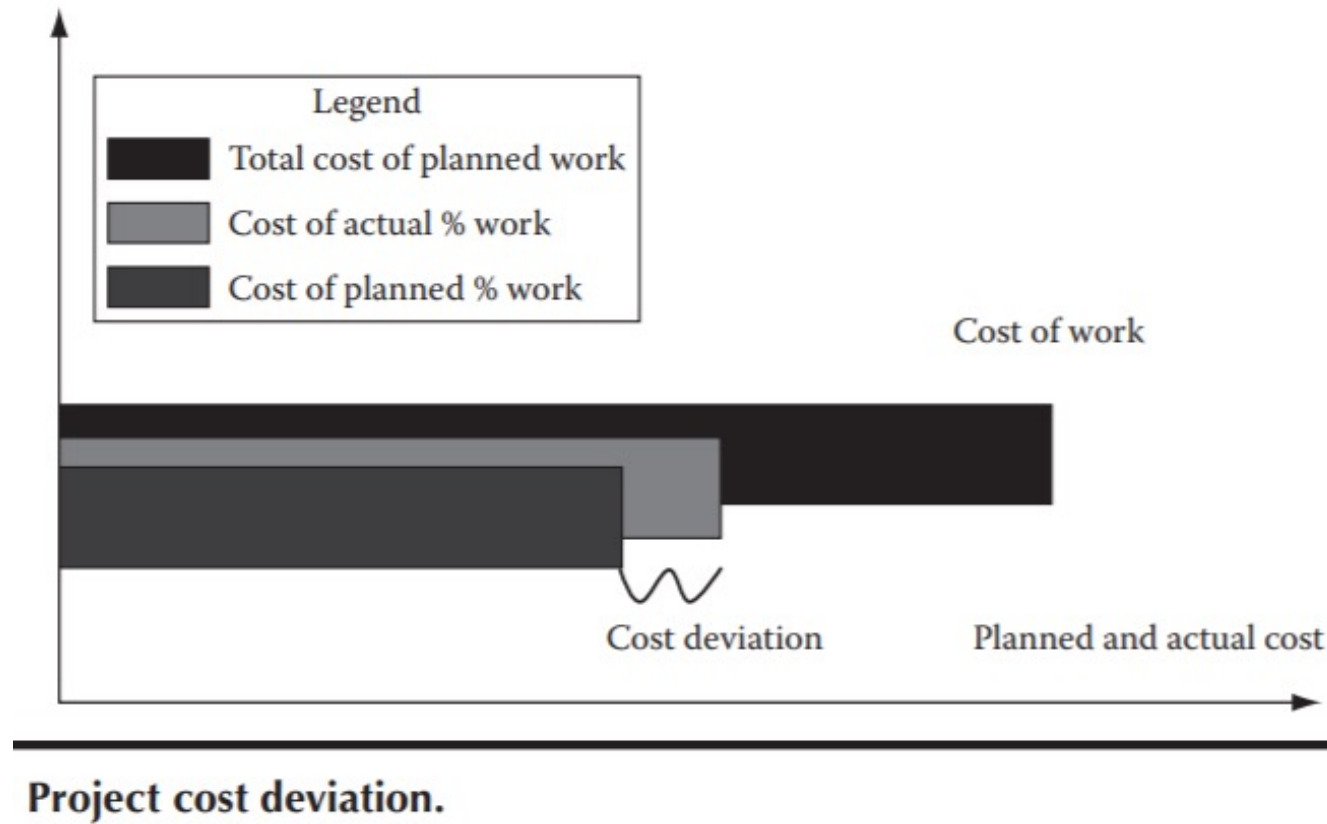 Legend
Total cost of planned work
Cost of actual % work
Cost of planned % work
Cost of work
Cost deviation
Planned and actual cost
Project cost deviation.